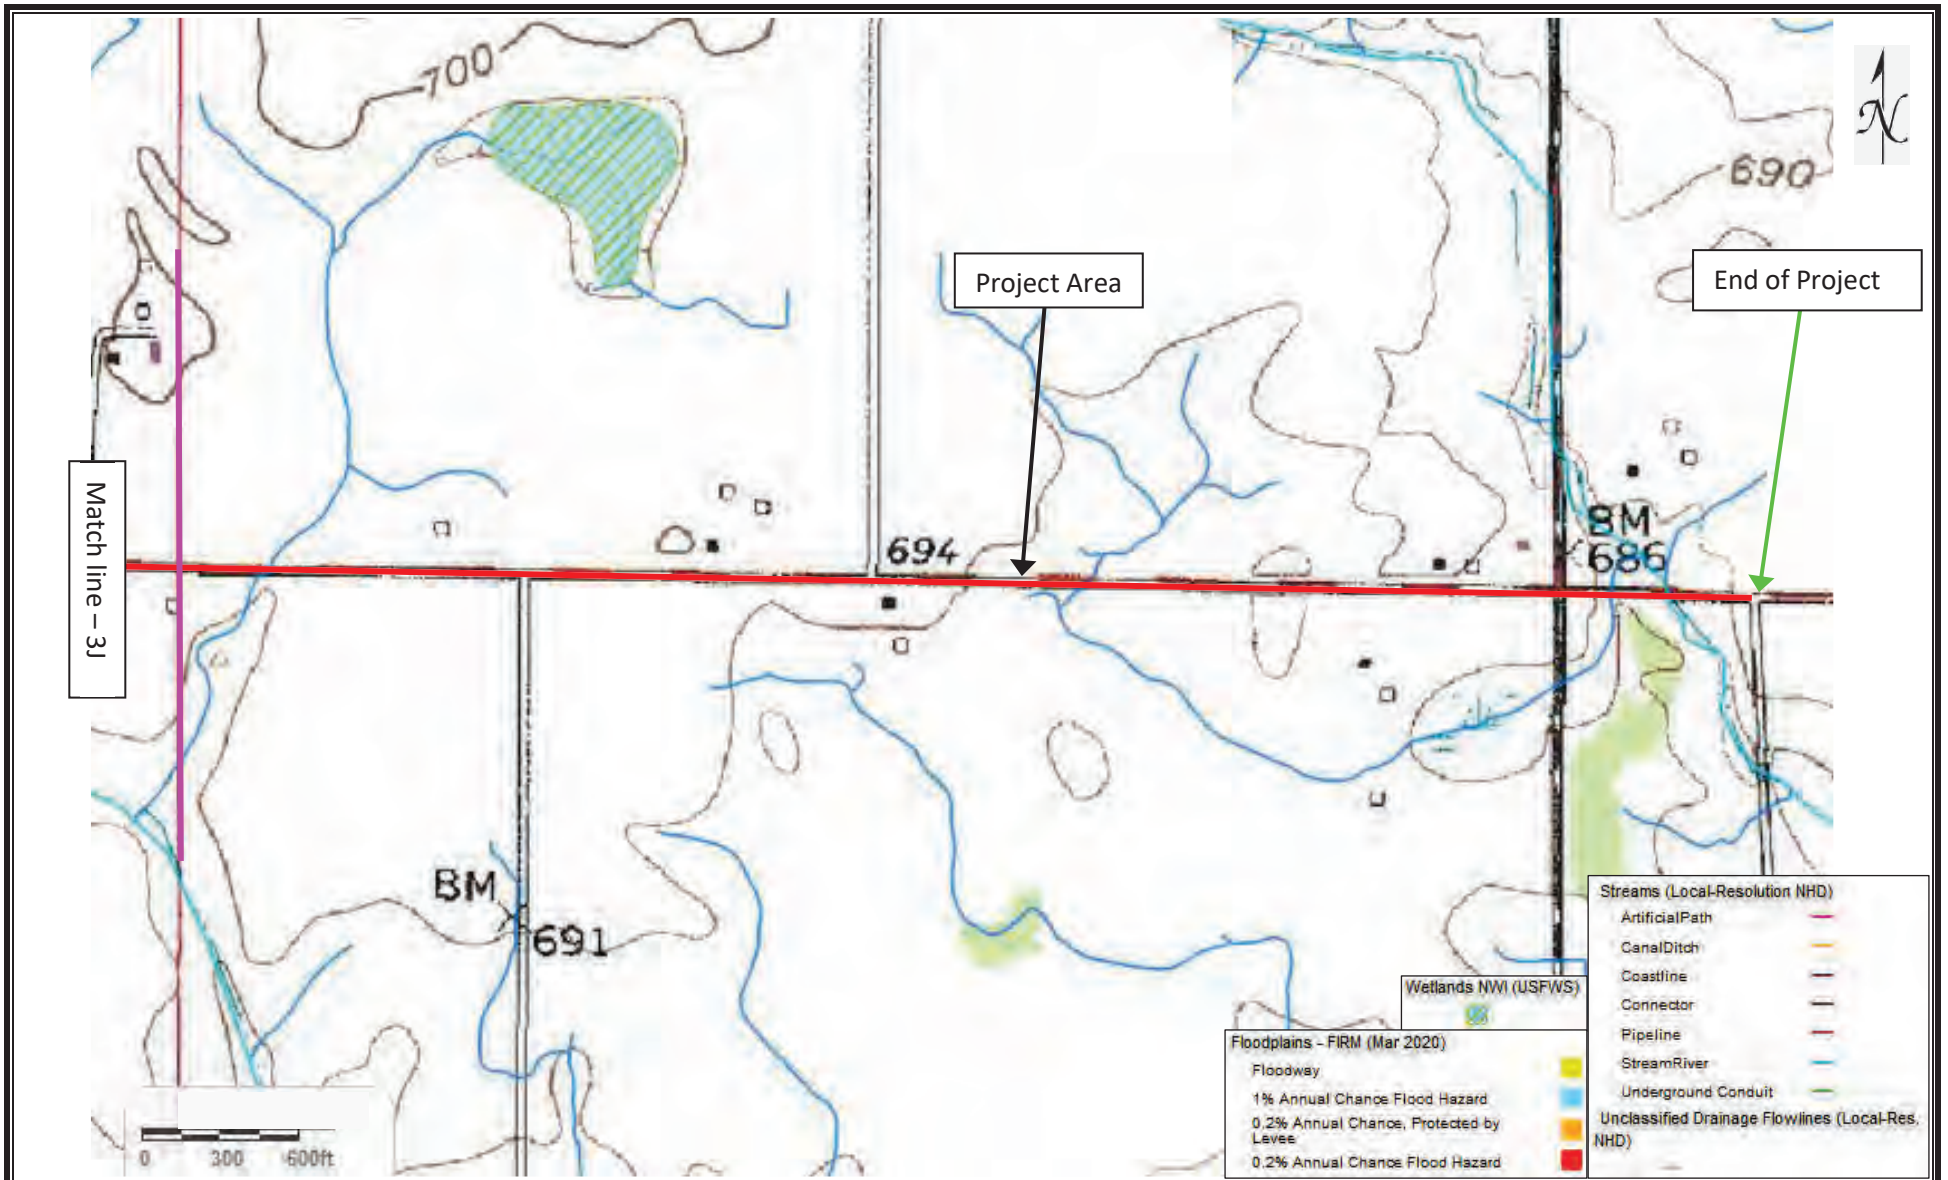 700
N
690
Project Area
End of Project
Match line – 3J
694
BM
686
BM
691
0 300 600ft
Wetlands NWI (USFWS)
Floodplains - FIRM (Mar 2020)
Floodway
1% Annual Chance Flood Hazard
0.2% Annual Chance, Protected by
Levee
0.2% Annual Chance Flood Hazard
Streams (Local-Resolution NHD)
ArtificialPath
CanalDitch
Coastline
Connector
Pipeline
StreamRiver
Underground Conduit
Unclassified Drainage Flowlines (Local-Res.
NHD)